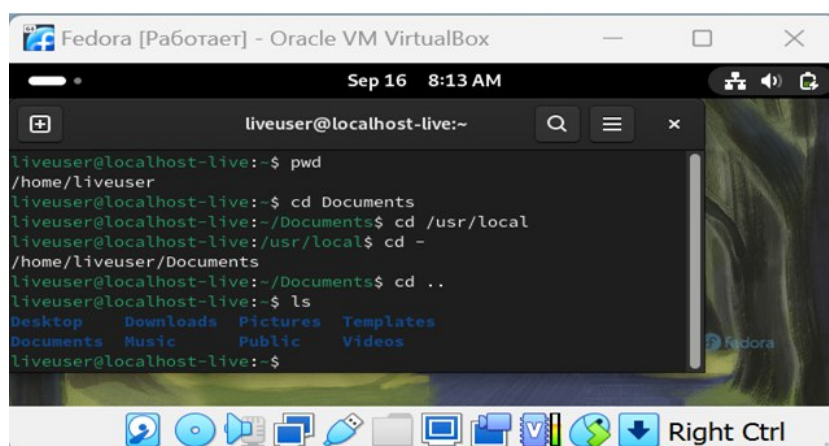 Fedora [Работает] - Oracle VM VirtualBox
Sep 16 8:13 AM
liveuser@localhost-live:~
liveuser@localhost-live:~$ pwd
/home/liveuser
liveuser@localhost-live:~$ cd Documents
liveuser@localhost-live:~/Documents$ cd /usr/local
liveuser@localhost-live:/usr/local$ cd -
/home/liveuser/Documents
liveuser@localhost-live:~/Documents$ cd ..
liveuser@localhost-live:~$ ls
Desktop Downloads Pictures Templates
Documents Music Public Videos
liveuser@localhost-live:~$
fedora
Right Ctrl